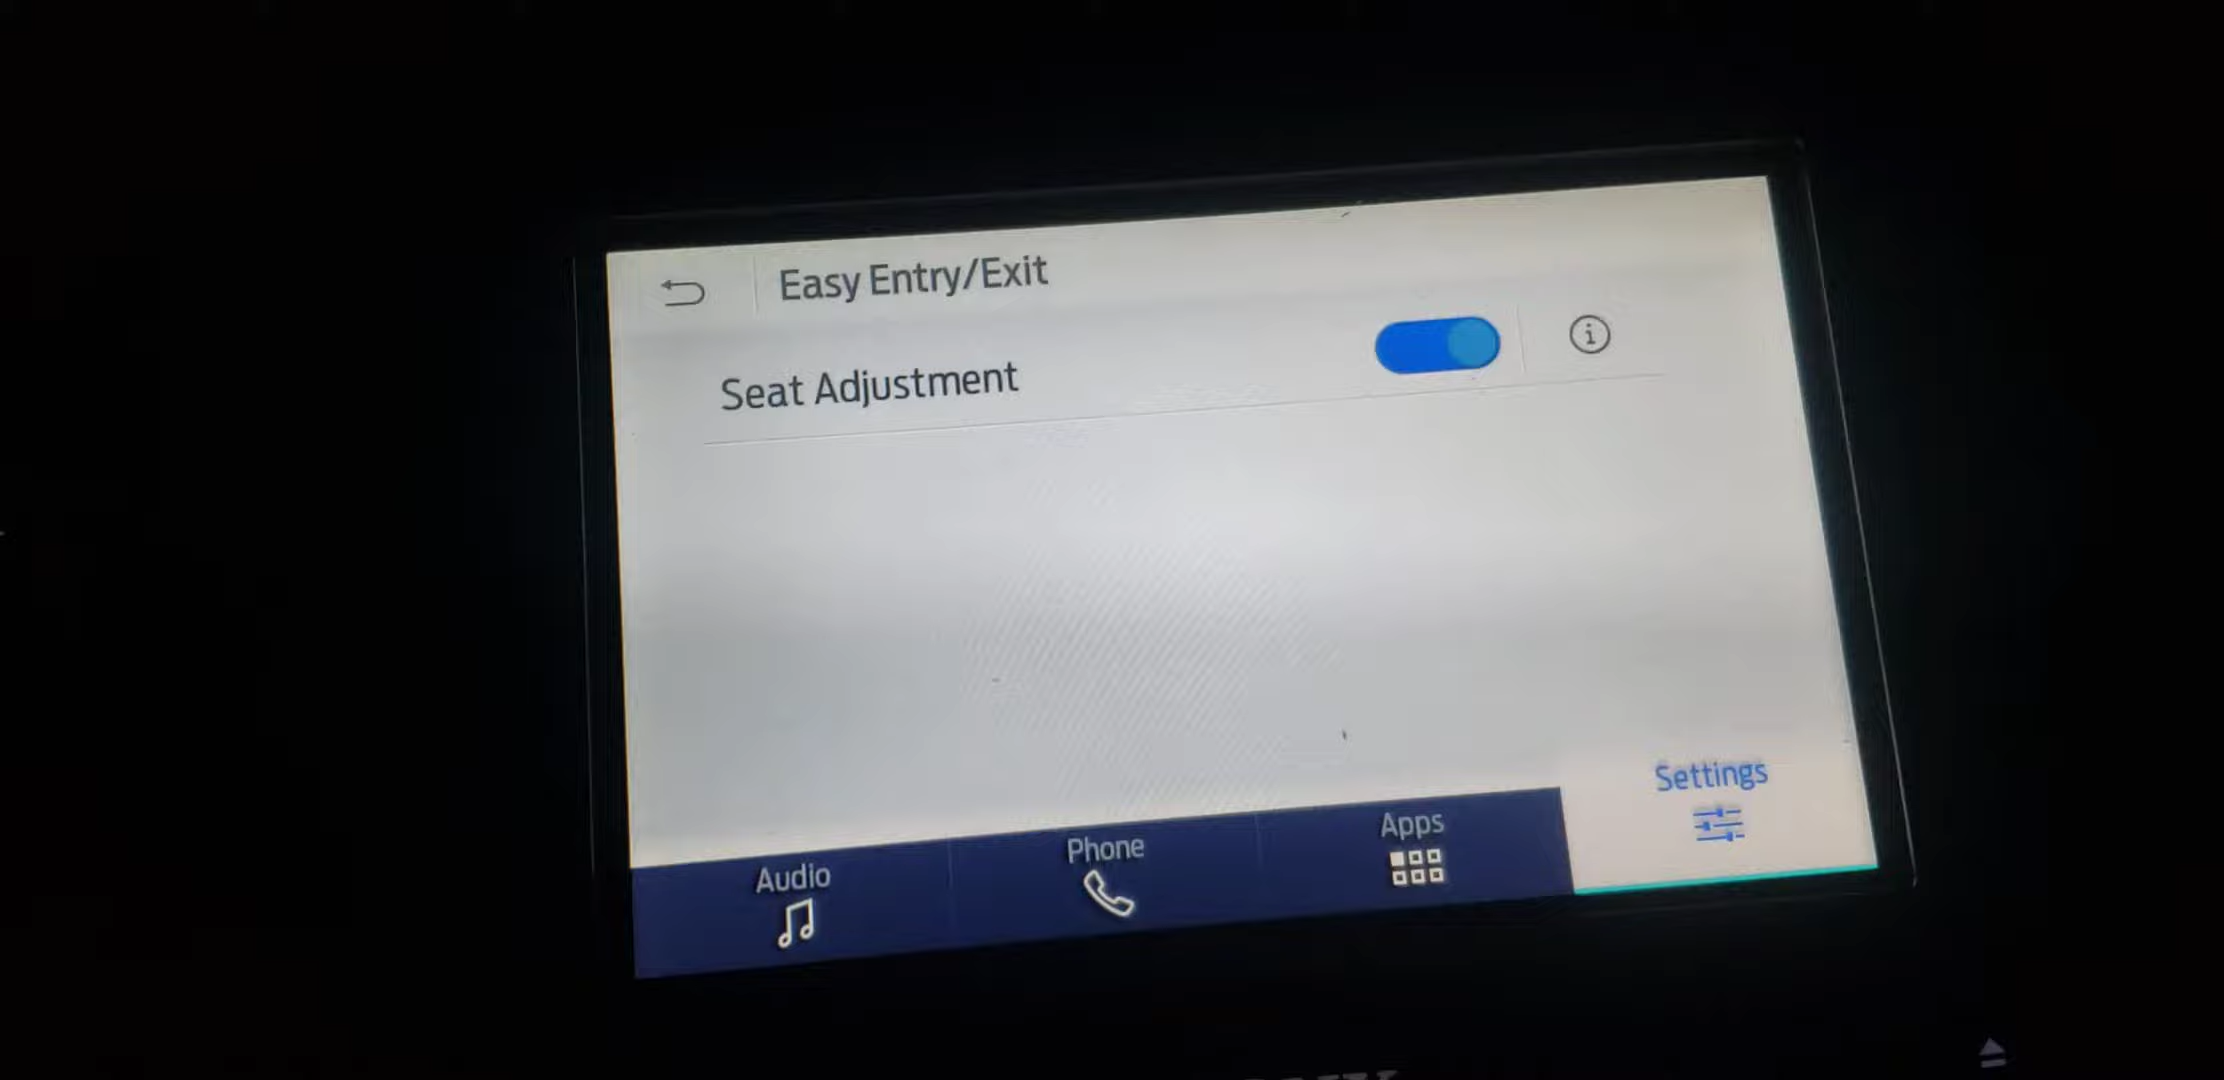 Easy Entry/Exit
Seat Adjustment
Audio
Phone
Apps
Settings